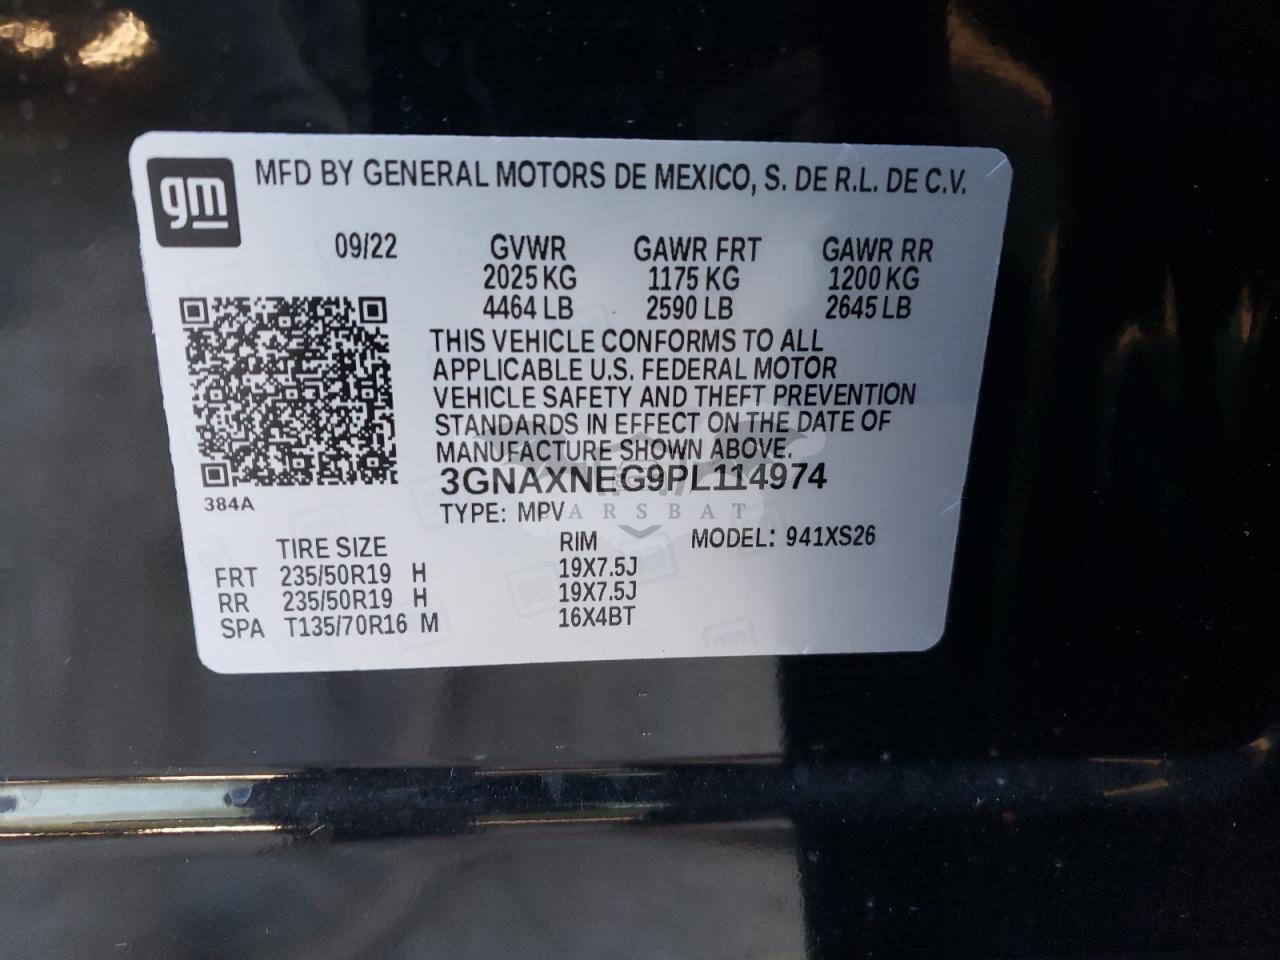 gm
MFD BY GENERAL MOTORS DE MEXICO, S. DE R.L. DE C.V.
09/22 GVWR GAWR FRT GAWR RR
2025 KG 1175 KG 1200 KG
4464 LB 2590 LB 2645 LB
THIS VEHICLE CONFORMS TO ALL
APPLICABLE U.S. FEDERAL MOTOR
VEHICLE SAFETY AND THEFT PREVENTION
STANDARDS IN EFFECT ON THE DATE OF
MANUFACTURE SHOWN ABOVE.
3GNAXNEG9PL114974
384A
TYPE: MPV
CARSBAT
TIRE SIZE RIM MODEL: 941XS26
FRT 235/50R19 H 19X7.5J
RR 235/50R19 H 19X7.5J
SPA T135/70R16 M 16X4BT